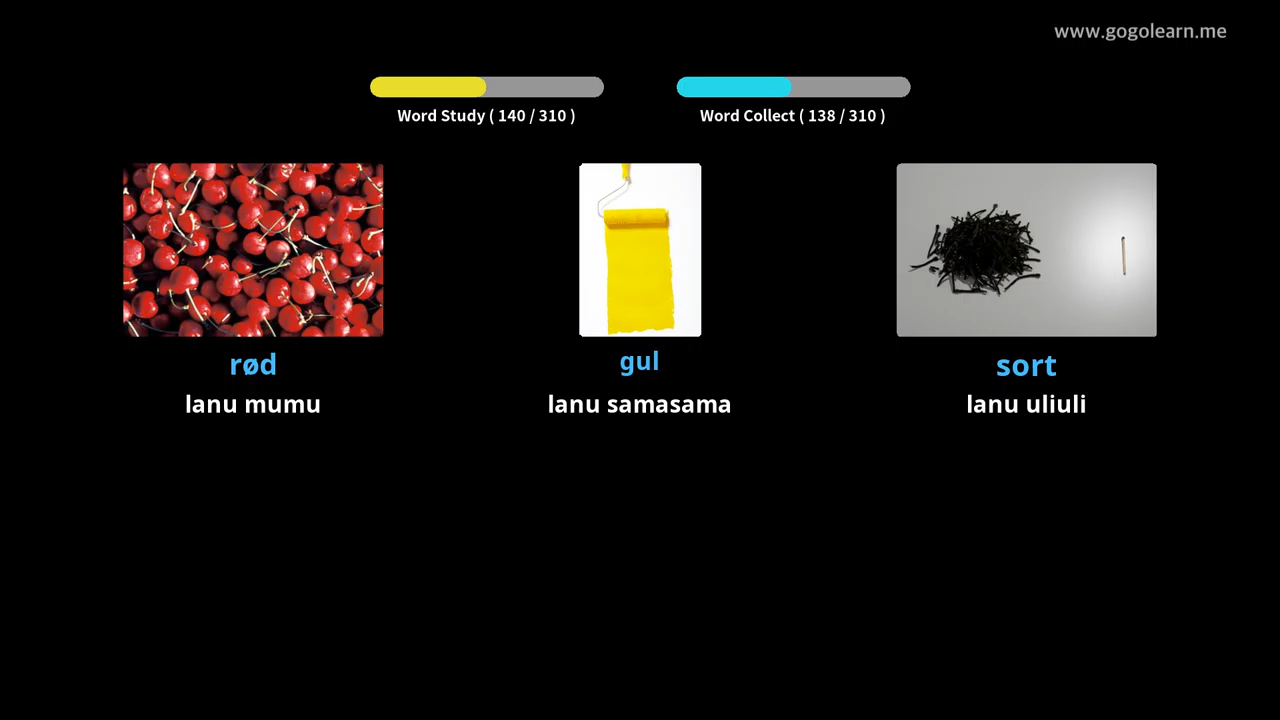 www.gogolearn.me
Word Study ( 140 / 310 )
Word Collect ( 138 / 310 )
rød
lanu mumu
gul
lanu samasama
sort
lanu uliuli